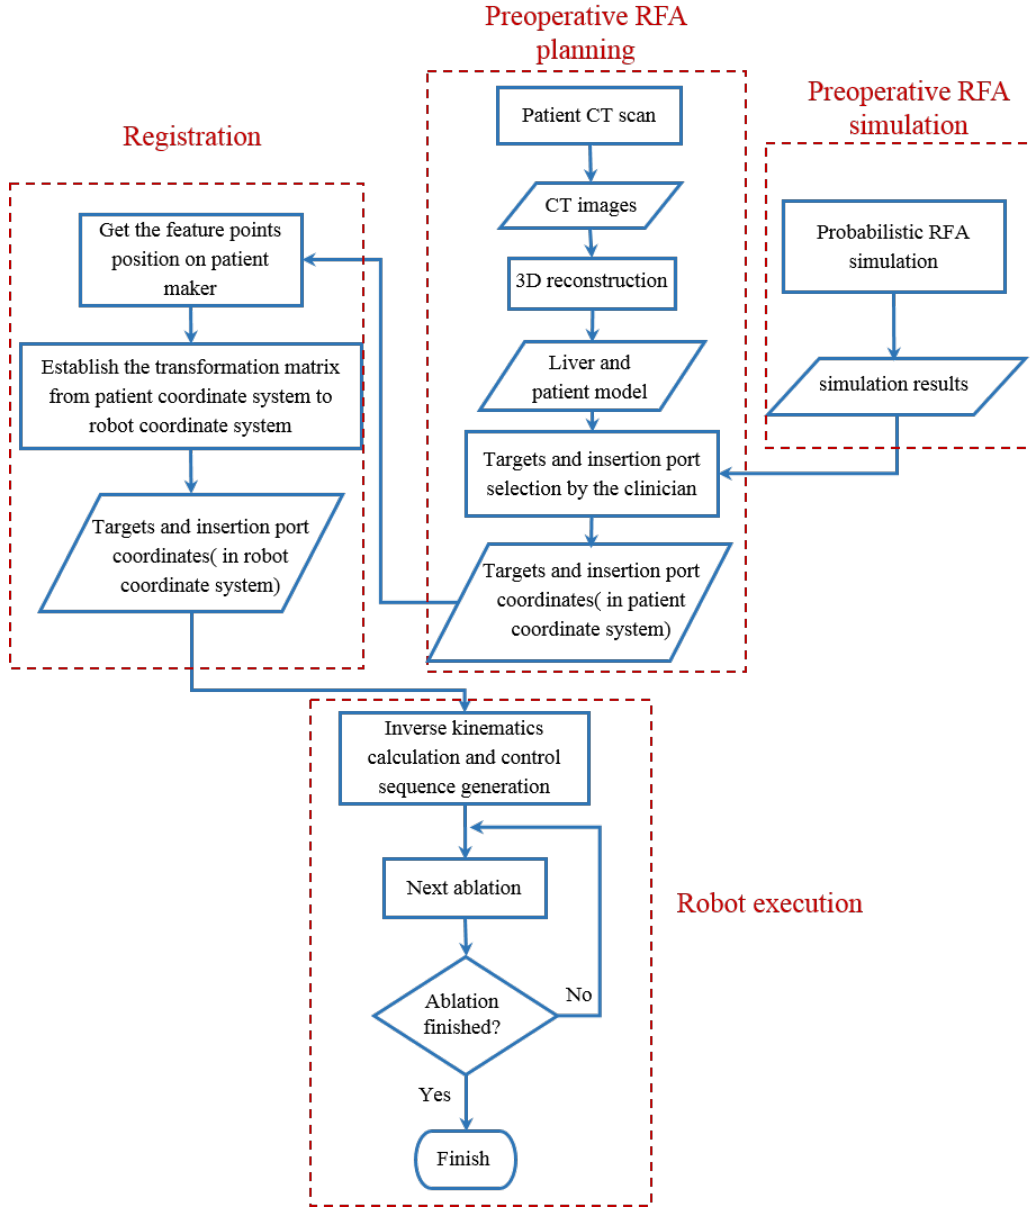 Preoperative RFA
planning
Patient CT scan
CT images
3D reconstruction
Liver and
patient model
Targets and insertion port
selection by the clinician
Targets and insertion port
coordinates( in patient
coordinate system)
Preoperative RFA
simulation
Probabilistic RFA
simulation
simulation results
Registration
Get the feature points
position on patient
maker
Establish the transformation matrix
from patient coordinate system to
robot coordinate system
Targets and insertion port
coordinates( in robot
coordinate system)
Robot execution
Inverse kinematics
calculation and control
sequence generation
Next ablation
Ablation
finished?
No
Yes
Finish